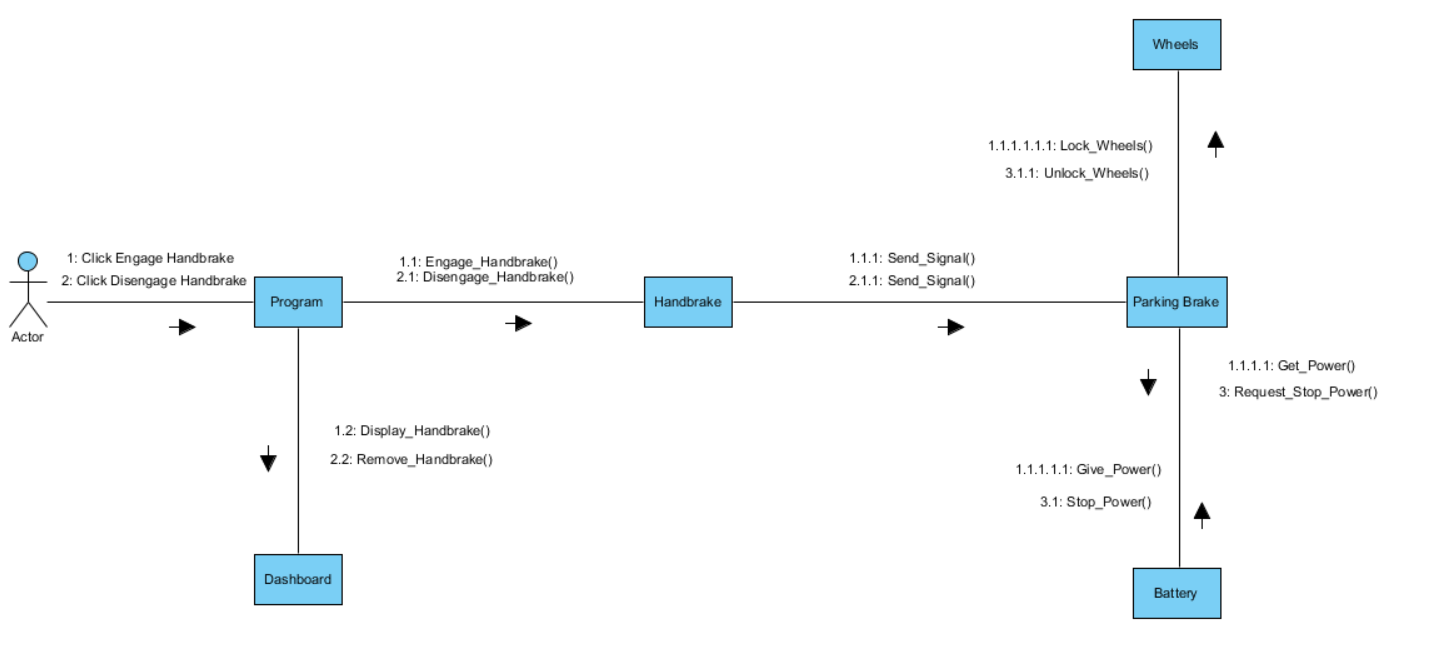 Wheels
1.1.1.1.1.1: Lock_Wheels()
3.1.1: Unlock_Wheels()
1: Click Engage Handbrake
2: Click Disengage Handbrake
1.1: Engage_Handbrake()
2.1: Disengage_Handbrake()
1.1.1: Send_Signal()
2.1.1: Send_Signal()
Actor
Program
Handbrake
Parking Brake
1.1.1.1: Get_Power()
3: Request_Stop_Power()
1.2: Display_Handbrake()
2.2: Remove_Handbrake()
1.1.1.1.1: Give_Power()
3.1: Stop_Power()
Dashboard
Battery